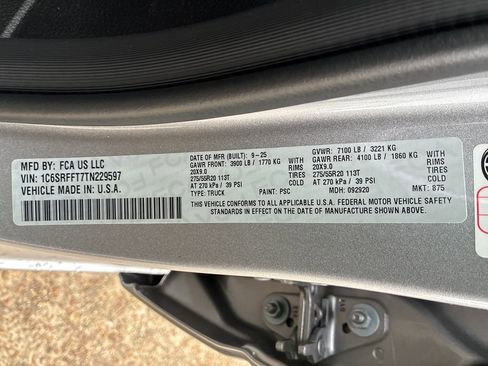 MFD BY: FCA US LLC
VIN: 1C6SRFFT7TN229597
VEHICLE MADE IN: U.S.A.
DATE OF MFR (BUILT): 9-25 GVWR: 7100 LB / 3221 KG
GAWR FRONT: 3900 LB / 1770 KG GAWR REAR: 4100 LB / 1860 KG
20X9.0 RIMS 20X9.0 RIMS
275/55R20 113T TIRES 275/55R20 113T TIRES
AT 270 kPa / 39 PSI COLD AT 270 kPa / 39 PSI COLD
TYPE: TRUCK PAINT: PSC MDH: 092920 MKT: 875
THIS VEHICLE CONFORMS TO ALL APPLICABLE U.S.A. FEDERAL MOTOR VEHICLE SAFETY
STANDARDS IN EFFECT ON THE DATE OF MANUFACTURE SHOWN ABOVE.